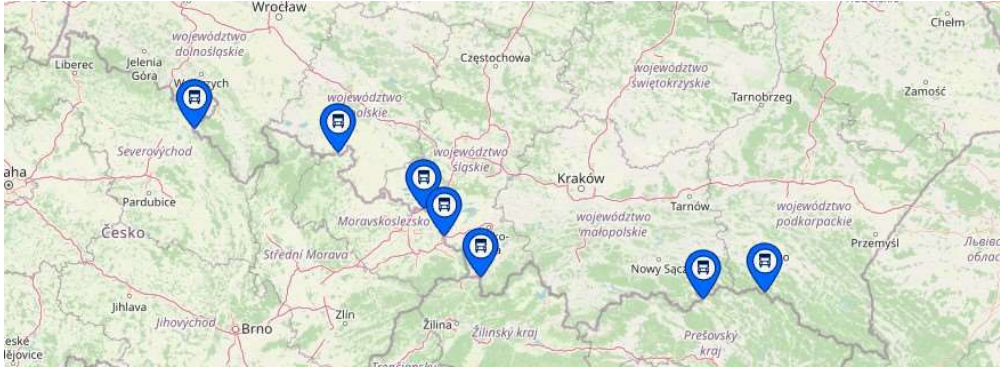 Wrocław
Chełm
województwo
dolnośląskie
Liberec
Jelenia
Góra
Częstochowa
województwo
świętokrzyskie
Zamość
Tarnobrzeg
województwo
Severovýchod
województwo
śląskie
aha
Kraków
Pardubice
Tarnów
województwo
podkarpackie
Moravskoslezsko
województwo
małopolskie
Česko
Przemyśl
Střední Morava
Nowy Sącz
Jihlava
Zlín
Žilina
Žilinský kraj
Jihovýchod
Brno
Prešovský
kraj